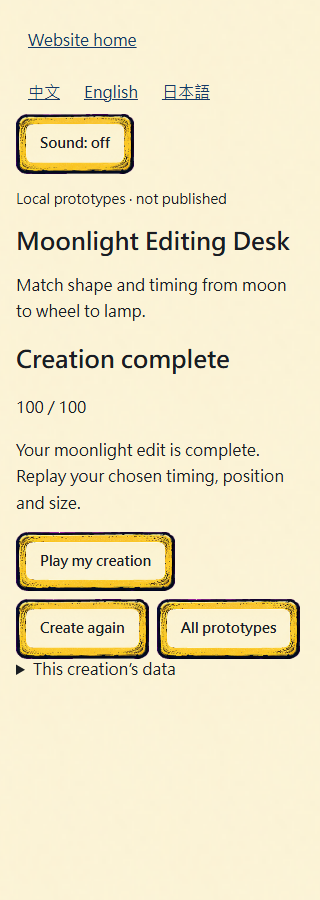 Website home
中文 English 日本語
Sound: off
Local prototypes · not published
Moonlight Editing Desk
Match shape and timing from moon
to wheel to lamp.
Creation complete
100 / 100
Your moonlight edit is complete.
Replay your chosen timing, position
and size.
Play my creation
Create again All prototypes
▶ This creation's data